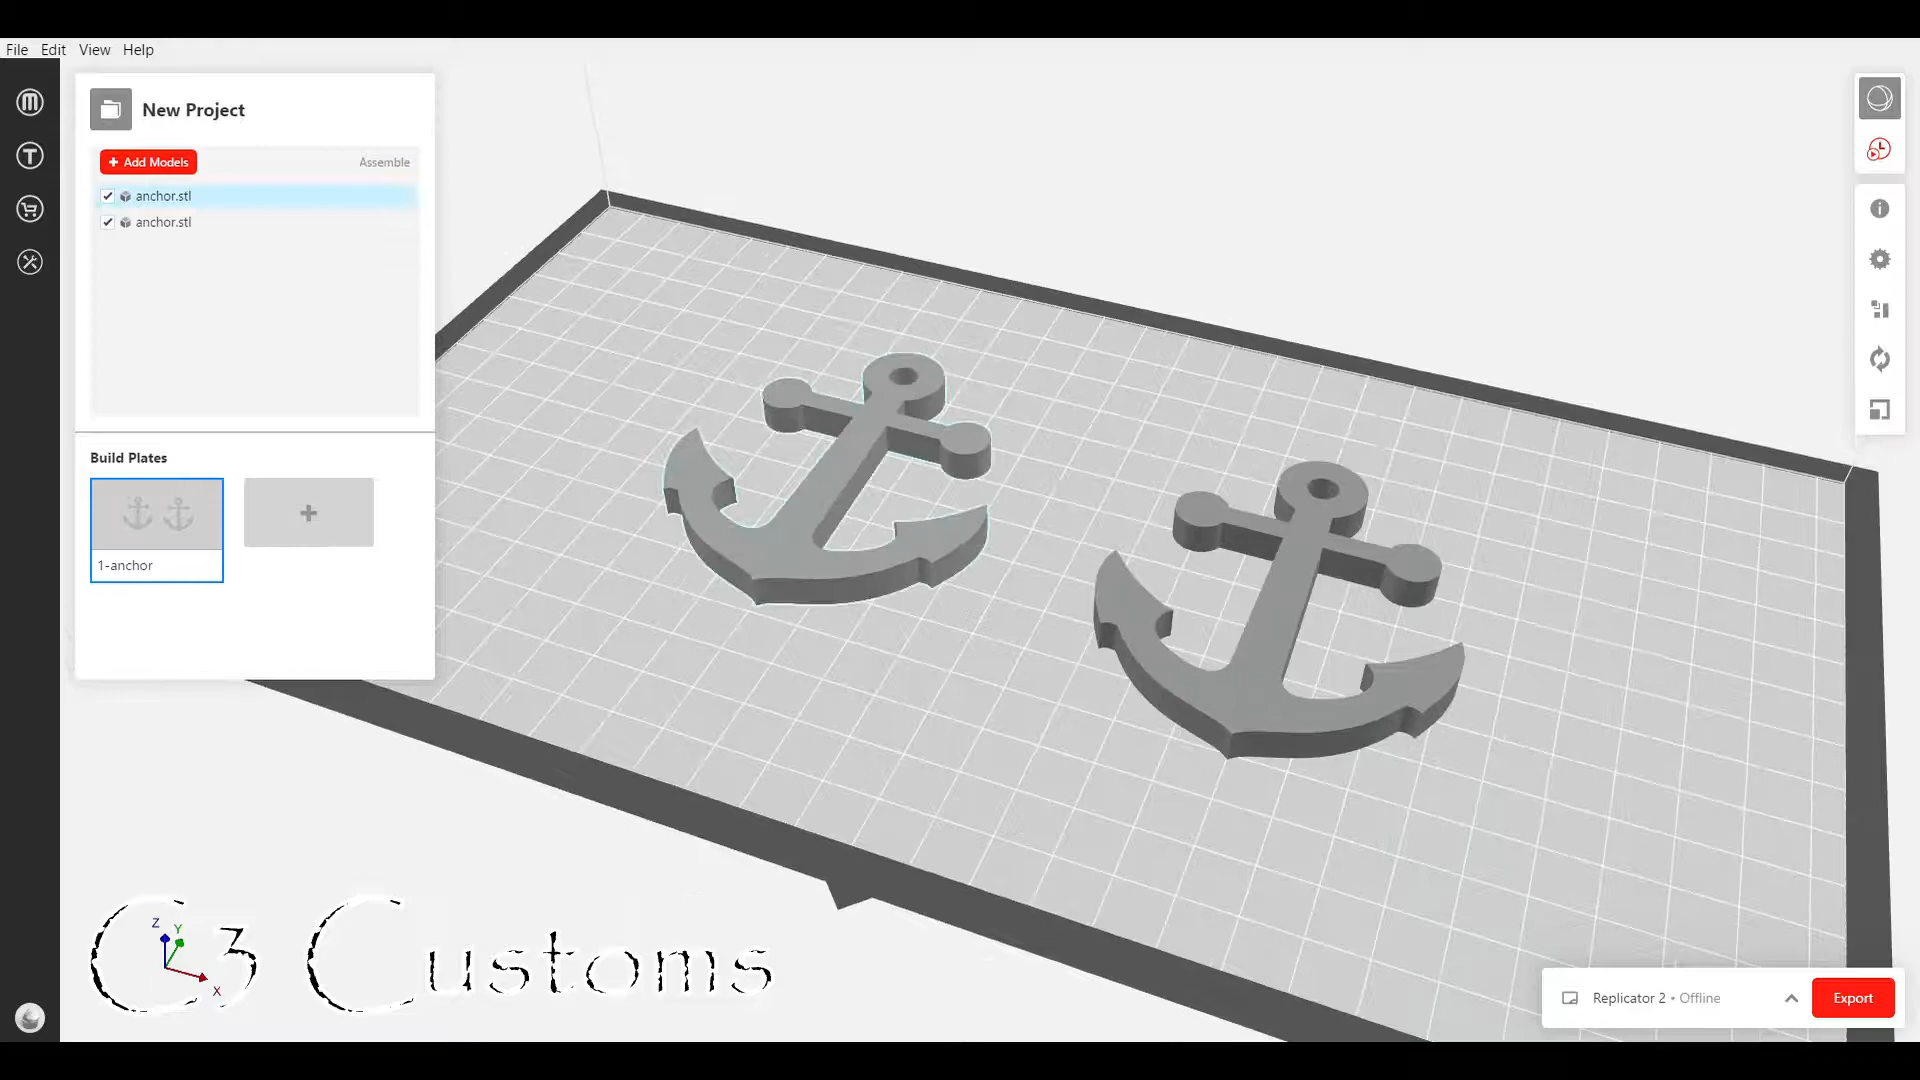 File Edit View Help
New Project
+ Add Models Assemble
anchor.stl
anchor.stl
Build Plates
+
1-anchor
Z
Y
X
C3 Customs
Replicator 2 • Offline
Export